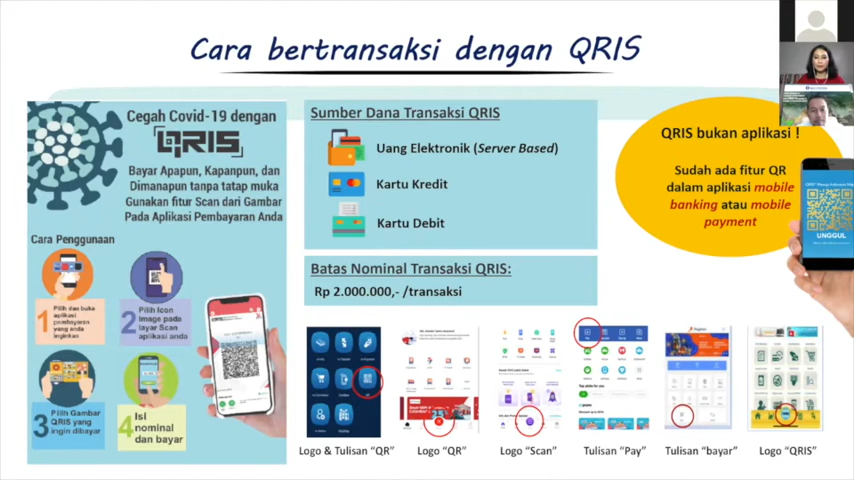 Cara bertransaksi dengan QRIS
Cegah Covid-19 dengan
QRIS
Bayar Apapun, Kapanpun, dan
Dimanapun tanpa tatap muka
Gunakan fitur Scan dari Gambar
Pada Aplikasi Pembayaran Anda
Cara Penggunaan
1
Pilih dan buka
aplikasi
pembayaran yang
anda inginkan
2
Pilih Icon
image pada
layar Scan
aplikasi anda
3
Pilih Gambar
QRIS yang
ingin dibayar
4
Isi
nominal
dan bayar
Sumber Dana Transaksi QRIS
Uang Elektronik (Server Based)
Kartu Kredit
Kartu Debit
Batas Nominal Transaksi QRIS:
Rp 2.000.000,- /transaksi
QRIS bukan aplikasi !
Sudah ada fitur QR
dalam aplikasi mobile
banking atau mobile
payment
UNGGUL
Logo & Tulisan “QR”
Logo “QR”
Logo “Scan”
Tulisan “Pay”
Tulisan “bayar”
Logo “QRIS”